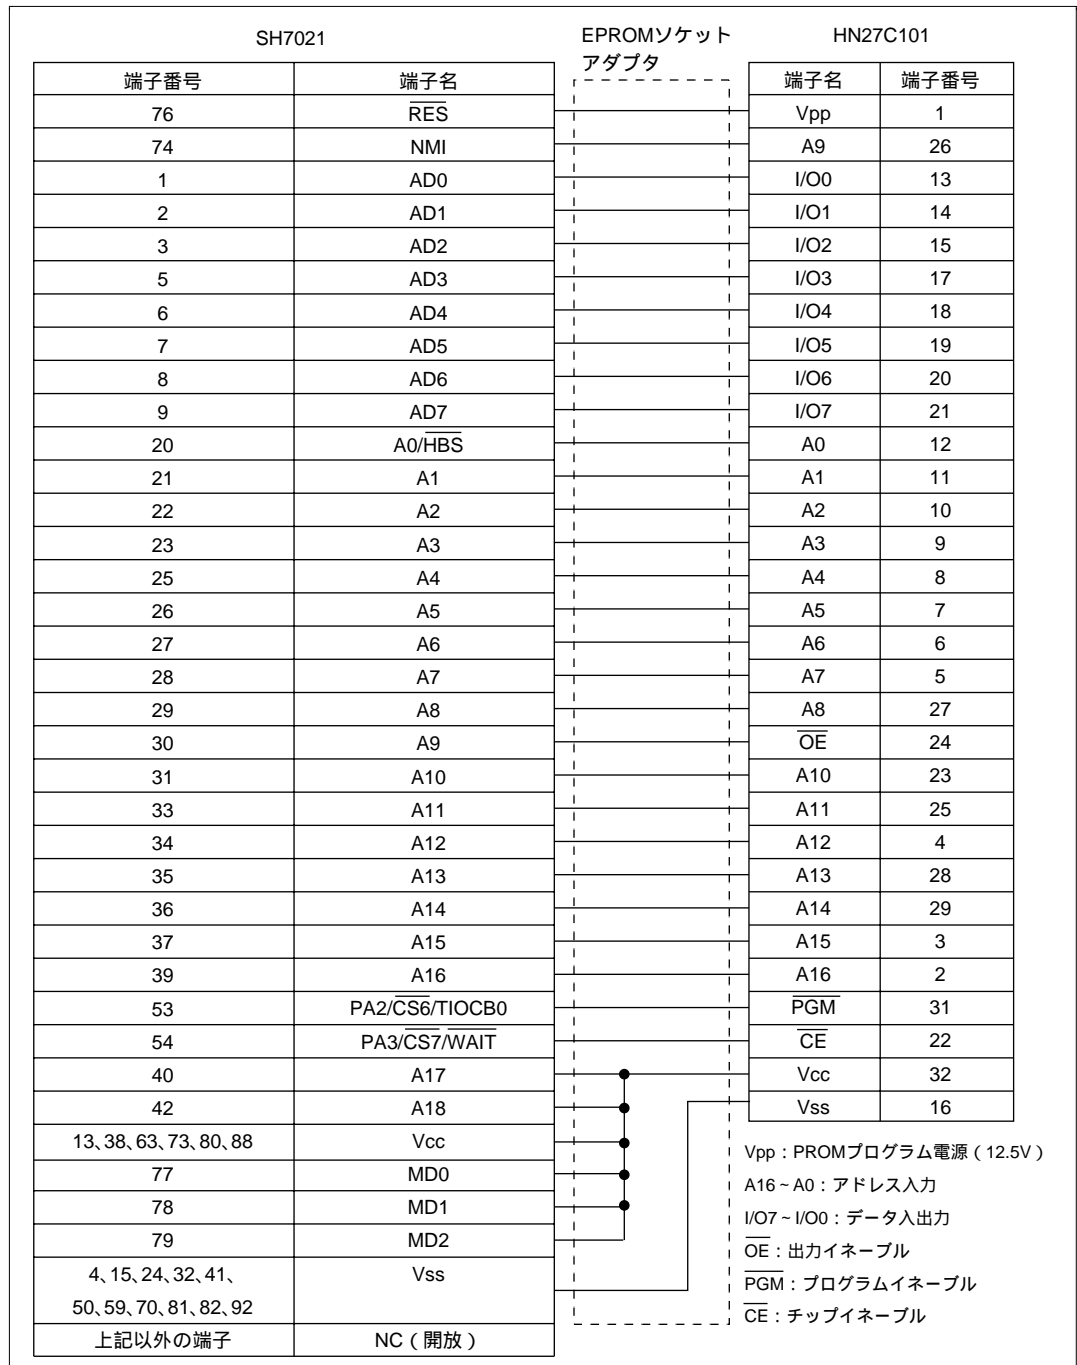 SH7021 EPROMソケット HN27C101
アダプタ
端子番号 端子名 端子名 端子番号
76 RES Vpp 1
74 NMI A9 26
1 AD0 I/O0 13
2 AD1 I/O1 14
3 AD2 I/O2 15
5 AD3 I/O3 17
6 AD4 I/O4 18
7 AD5 I/O5 19
8 AD6 I/O6 20
9 AD7 I/O7 21
20 A0/HBS A0 12
21 A1 A1 11
22 A2 A2 10
23 A3 A3 9
25 A4 A4 8
26 A5 A5 7
27 A6 A6 6
28 A7 A7 5
29 A8 A8 27
30 A9 OE 24
31 A10 A10 23
33 A11 A11 25
34 A12 A12 4
35 A13 A13 28
36 A14 A14 29
37 A15 A15 3
39 A16 A16 2
53 PA2/CS6/TIOCB0 PGM 31
54 PA3/CS7/WAIT CE 22
40 A17 Vcc 32
42 A18 Vss 16
13、38、63、73、80、88 Vcc
77 MD0
78 MD1
79 MD2
4、15、24、32、41、 Vss
50、59、70、81、82、92
上記以外の端子 NC(開放)
Vpp:PROMプログラム電源(12.5V)
A16~A0:アドレス入力
I/O7~I/O0:データ入出力
OE:出力イネーブル
PGM:プログラムイネーブル
CE:チップイネーブル